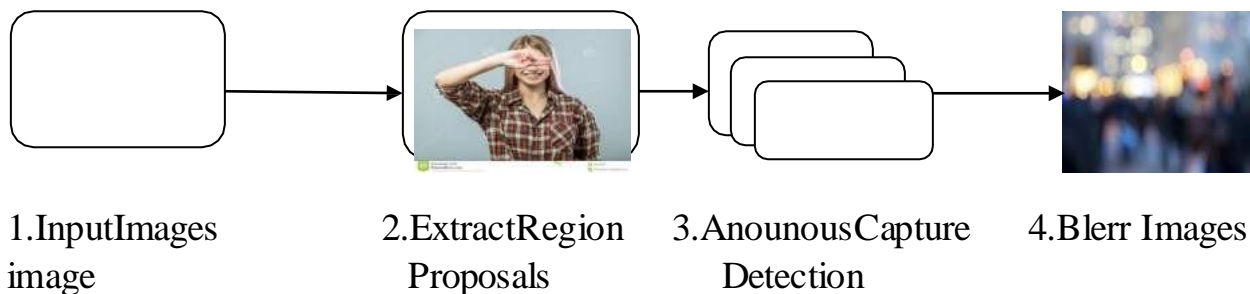 1.InputImages image
2.ExtractRegion Proposals
3.AnounousCapture Detection
4.Blerr Images